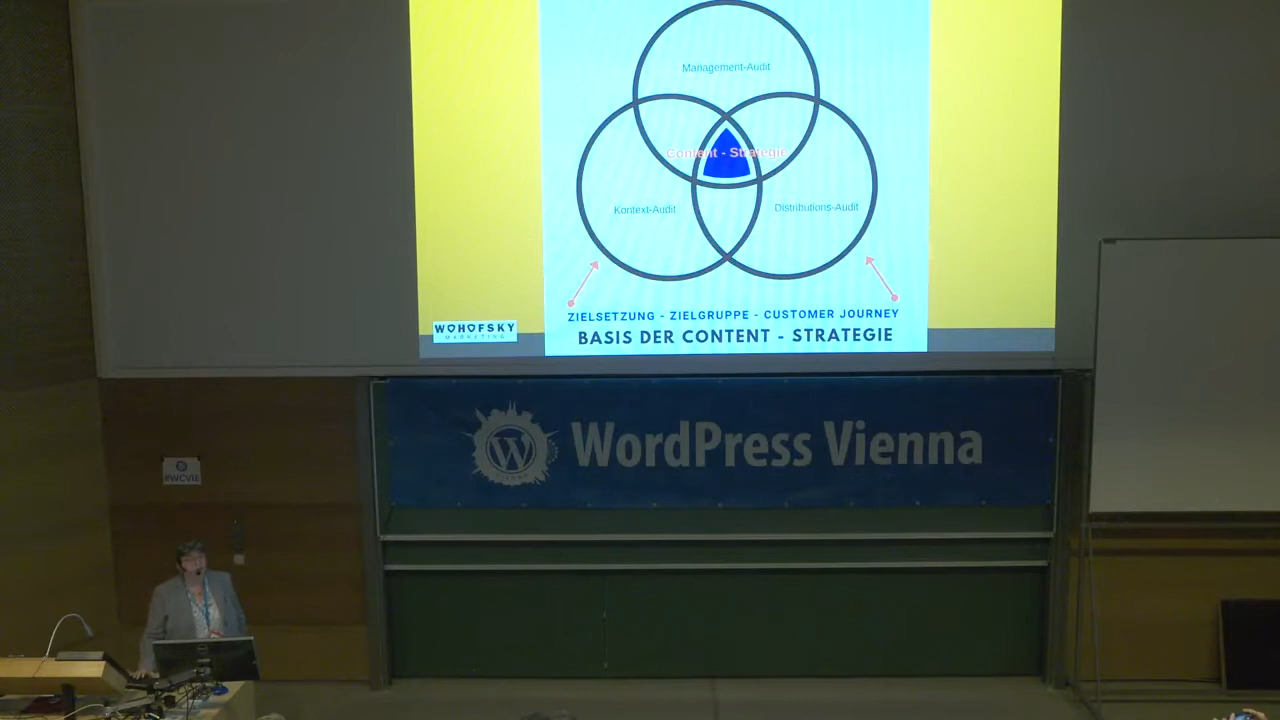 Management-Audit
Content - Strategie
Kontext-Audit
Distributions-Audit
ZIELSETZUNG - ZIELGRUPPE - CUSTOMER JOURNEY
BASIS DER CONTENT - STRATEGIE
WOHOFSKY
MARKETING
WordPress Vienna
#WCVIE